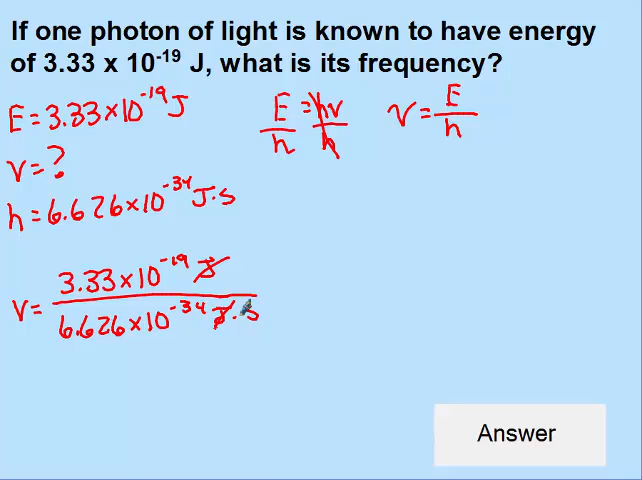 If one photon of light is known to have energy
of 3.33 x 10⁻¹⁹ J, what is its frequency?
E = 3.33 × 10⁻¹⁹ J
E/h = hν/h
ν = E/h
ν = ?
h = 6.626 × 10⁻³⁴ J·s
ν = 3.33 × 10⁻¹⁹ J / 6.626 × 10⁻³⁴ J·s
Answer